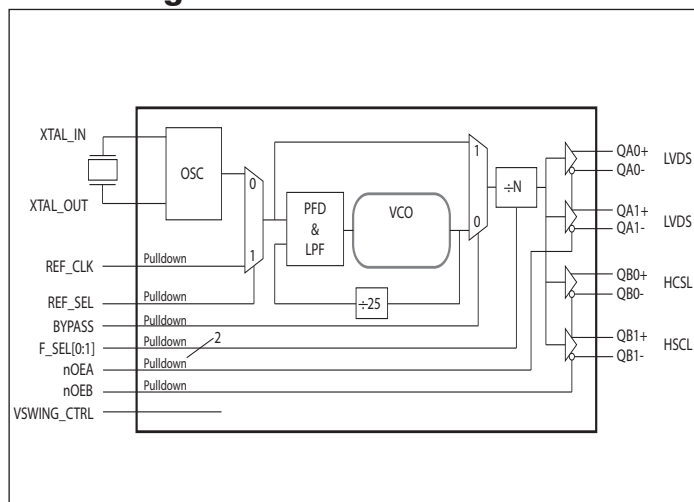 XTAL_IN
OSC
XTAL_OUT
0
1
PFD
&
LPF
VCO
÷25
1
0
÷N
QA0+
QA0-
LVDS
QA1+
QA1-
LVDS
QB0+
QB0-
HCSL
QB1+
QB1-
HSCL
REF_CLK Pulldown
REF_SEL Pulldown
BYPASS Pulldown
F_SEL[0:1] Pulldown 2
nOEA Pulldown
nOEB Pulldown
VSWING_CTRL